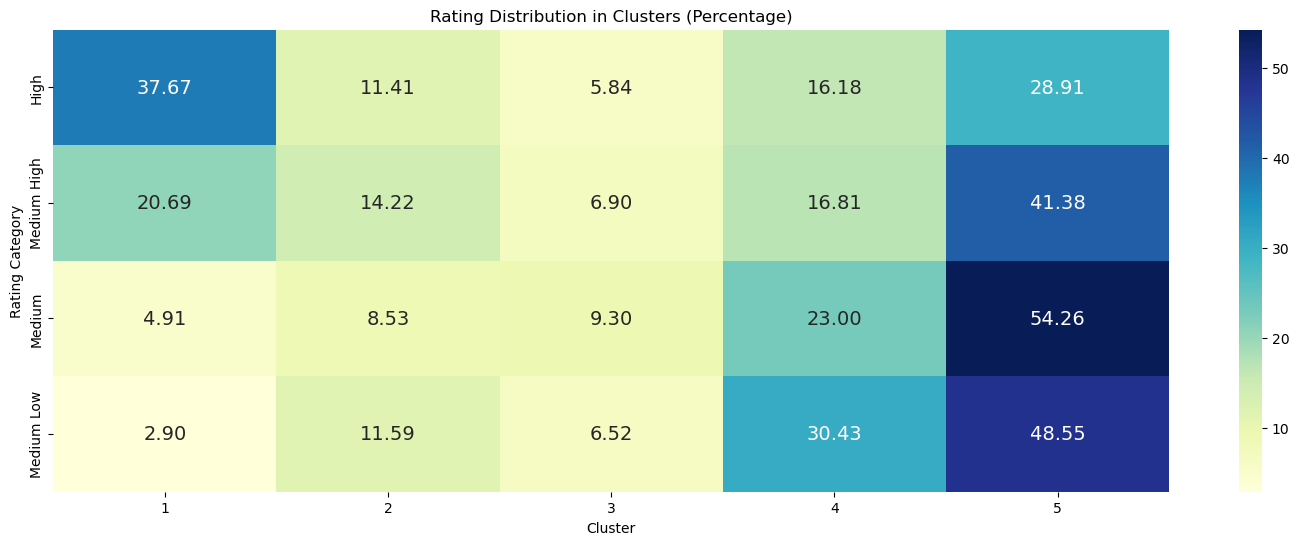 Rating Distribution in Clusters (Percentage)
Rating Category
High
37.67 11.41 5.84 16.18 28.91
Medium High
20.69 14.22 6.90 16.81 41.38
Medium
4.91 8.53 9.30 23.00 54.26
Medium Low
2.90 11.59 6.52 30.43 48.55
1 2 3 4 5
Cluster
50
40
30
20
10